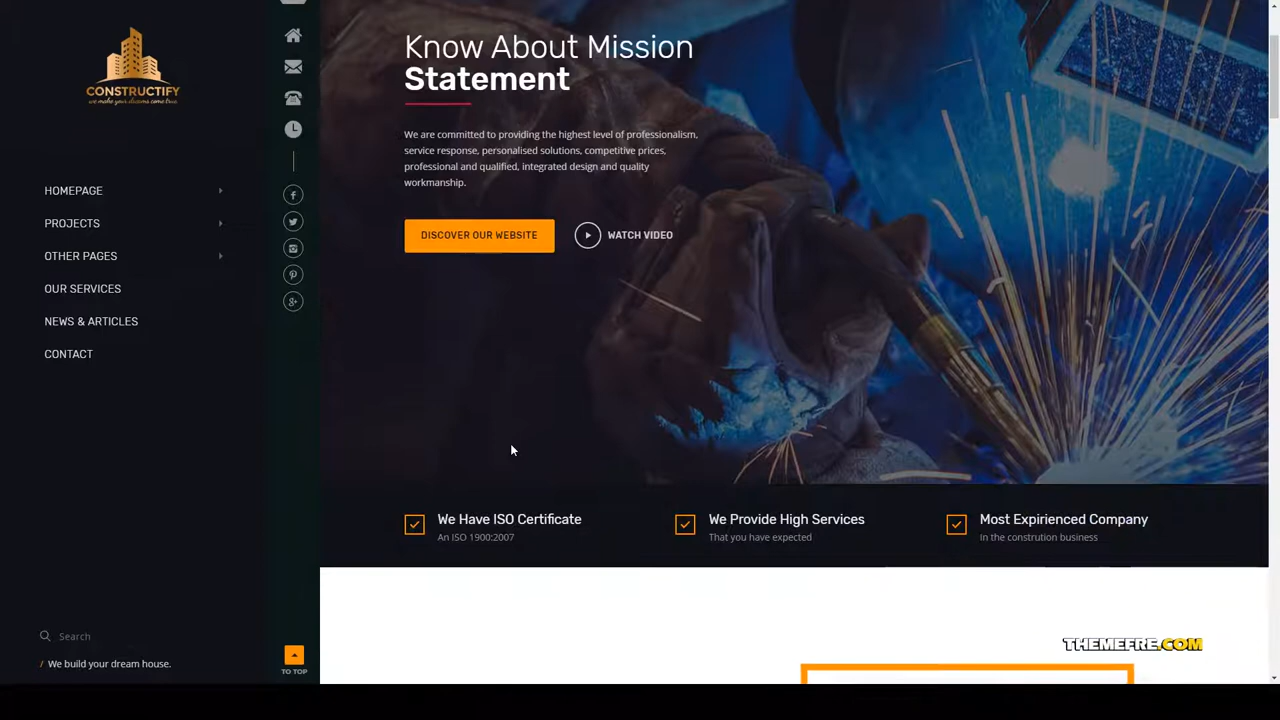 CONSTRUCTIFY
we make your dreams come true
HOMEPAGE
PROJECTS
OTHER PAGES
OUR SERVICES
NEWS & ARTICLES
CONTACT
Search
/ We build your dream house.
TO TOP
Know About Mission
Statement
We are committed to providing the highest level of professionalism,
service response, personalised solutions, competitive prices,
professional and qualified, integrated design and quality
workmanship.
DISCOVER OUR WEBSITE
WATCH VIDEO
We Have ISO Certificate
An ISO 1900:2007
We Provide High Services
That you have expected
Most Expirienced Company
In the constrution business
THEMEFRE.COM